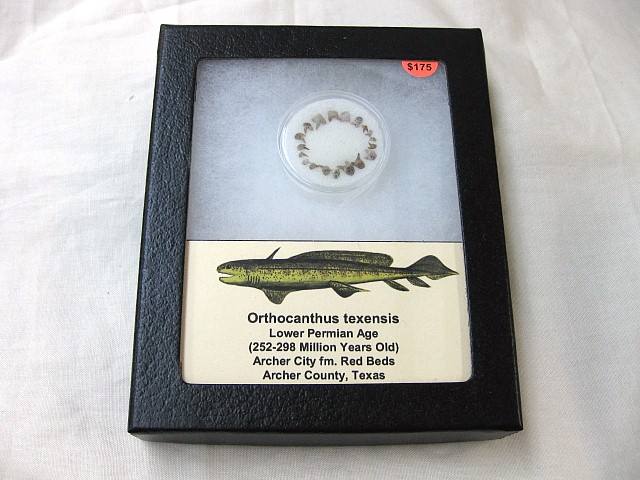 $175
Orthocanthus texensis
Lower Permian Age
(252-298 Million Years Old)
Archer City fm. Red Beds
Archer County, Texas